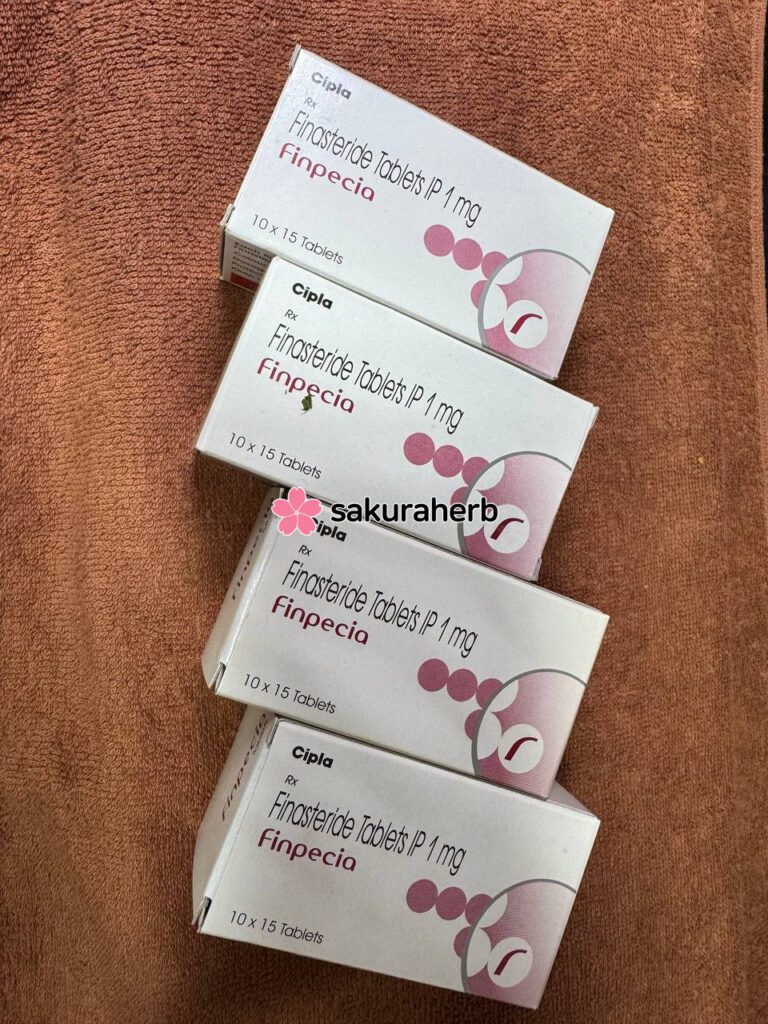 Cipla
Rx
Finasteride Tablets IP 1 mg
Finpecia
10 x 15 Tablets
Cipla
Rx
Finasteride Tablets IP 1 mg
Finpecia
10 x 15 Tablets
sakuraherb
Cipla
Rx
Finasteride Tablets IP 1 mg
Finpecia
10 x 15 Tablets
Finpecia
Cipla
Rx
Finasteride Tablets IP 1 mg
Finpecia
10 x 15 Tablets
Finpecia